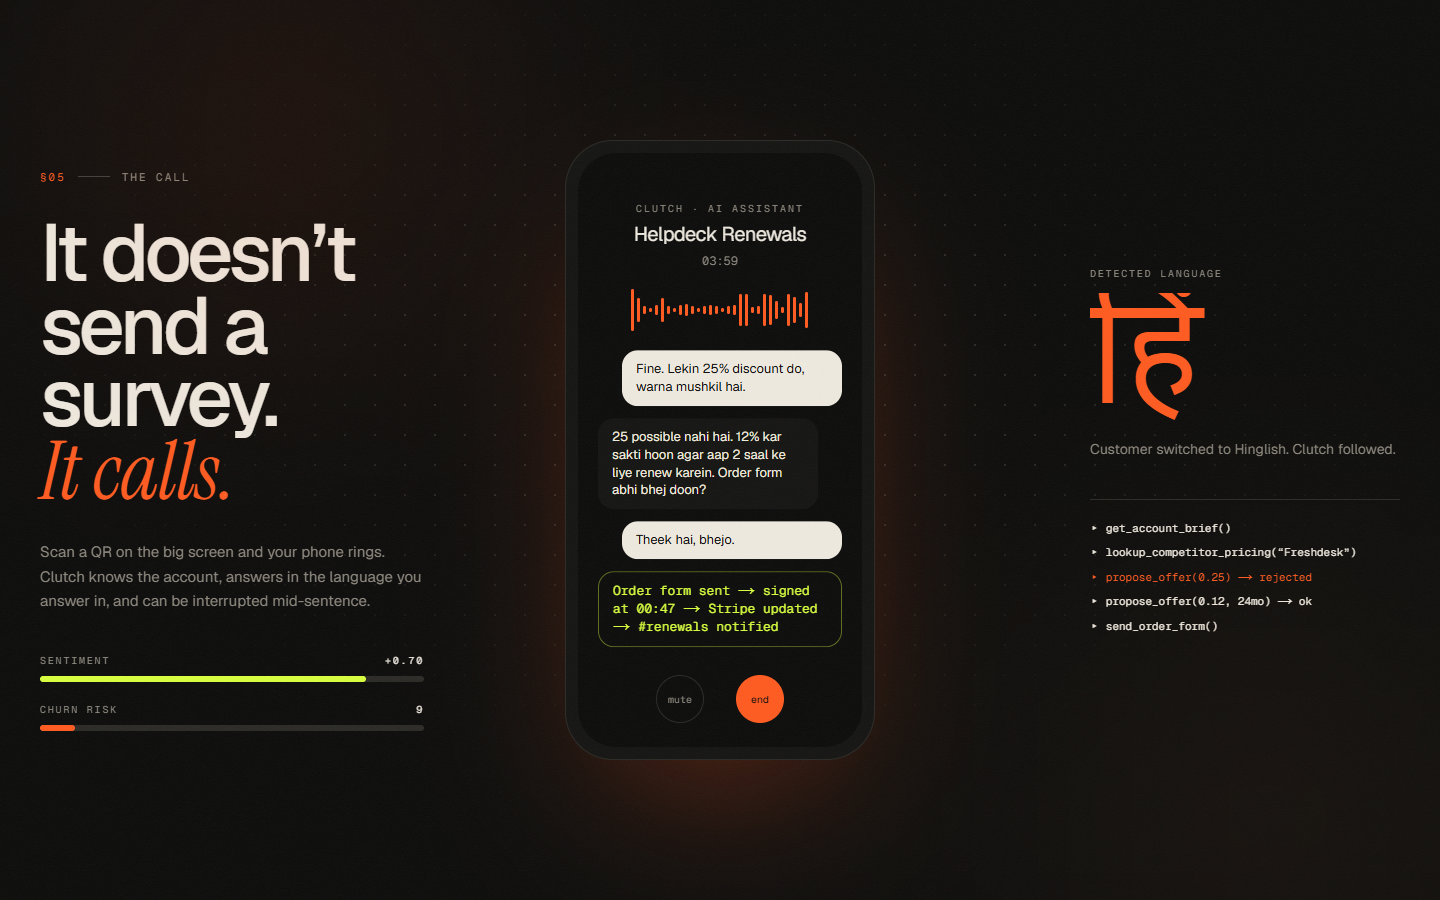 §05 THE CALL
It doesn’t
send a
survey.
It calls.
Scan a QR on the big screen and your phone rings.
Clutch knows the account, answers in the language you
answer in, and can be interrupted mid-sentence.
SENTIMENT +0.70
CHURN RISK 9
CLUTCH · AI ASSISTANT
Helpdeck Renewals
03:59
Fine. Lekin 25% discount do,
warna mushkil hai.
25 possible nahi hai. 12% kar
sakti hoon agar aap 2 saal ke
liye renew karein. Order form
abhi bhej doon?
Theek hai, bhejo.
Order form sent ⟶ signed
at 00:47 ⟶ Stripe updated
⟶ #renewals notified
mute end
DETECTED LANGUAGE
हिं
Customer switched to Hinglish. Clutch followed.
‣ get_account_brief()
‣ lookup_competitor_pricing(“Freshdesk”)
‣ propose_offer(0.25) ⟶ rejected
‣ propose_offer(0.12, 24mo) ⟶ ok
‣ send_order_form()